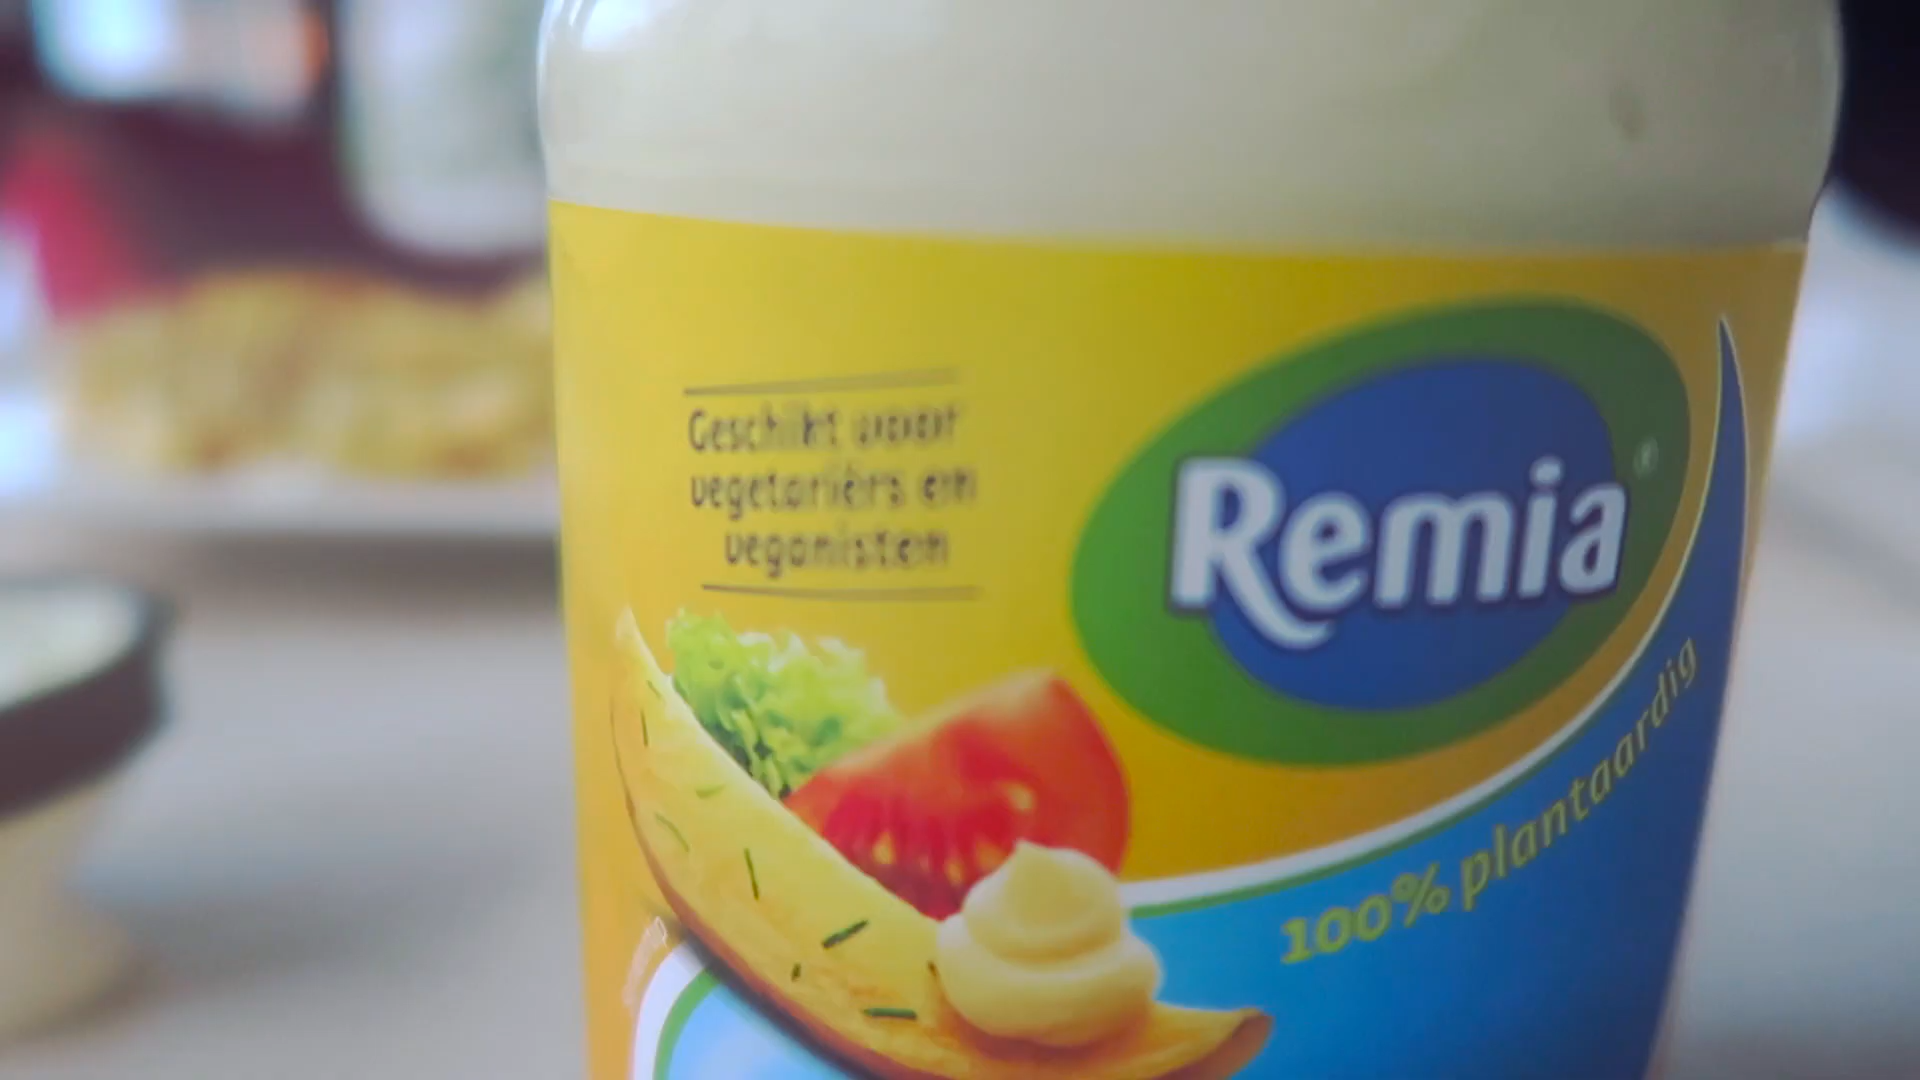 Geschikt voor
vegetariërs en
veganisten
Remia®
100% plantaardig